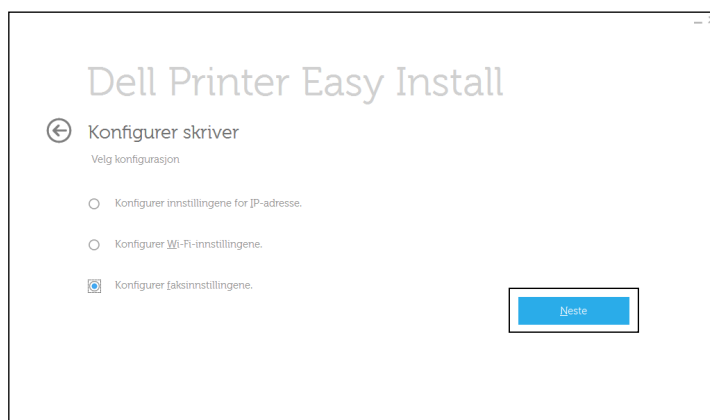 Dell Printer Easy Install
Konfigurer skriver
Velg konfigurasjon
Konfigurer innstillingene for IP-adresse.
Konfigurer Wi-Fi-innstillingene.
Konfigurer faksinnstillingene.
Neste